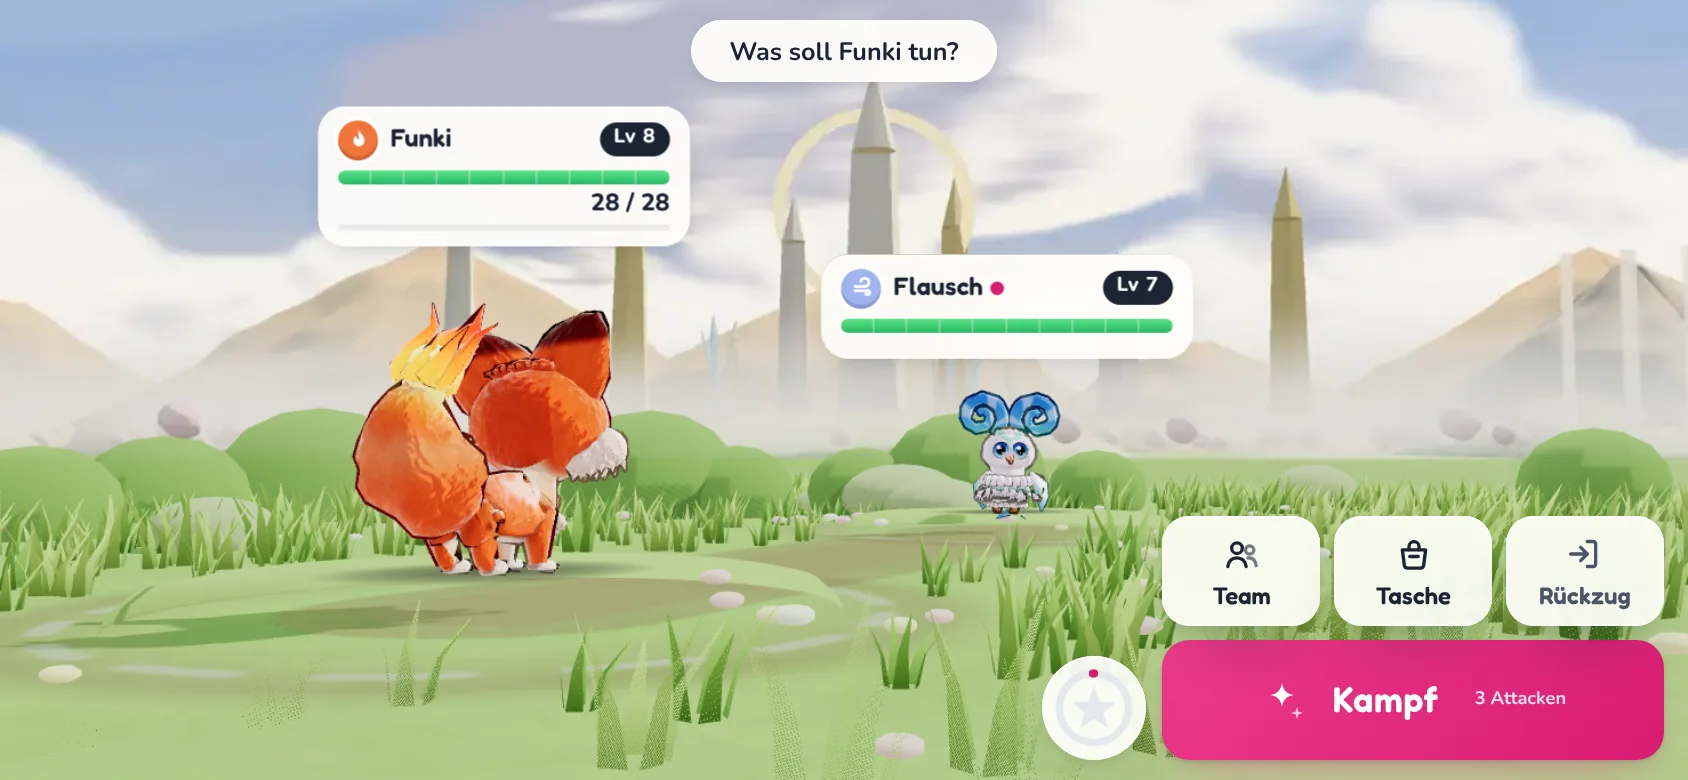 Was soll Funki tun?
Funki
Lv 8
28 / 28
Flausch
Lv 7
Team
Tasche
Rückzug
Kampf
3 Attacken